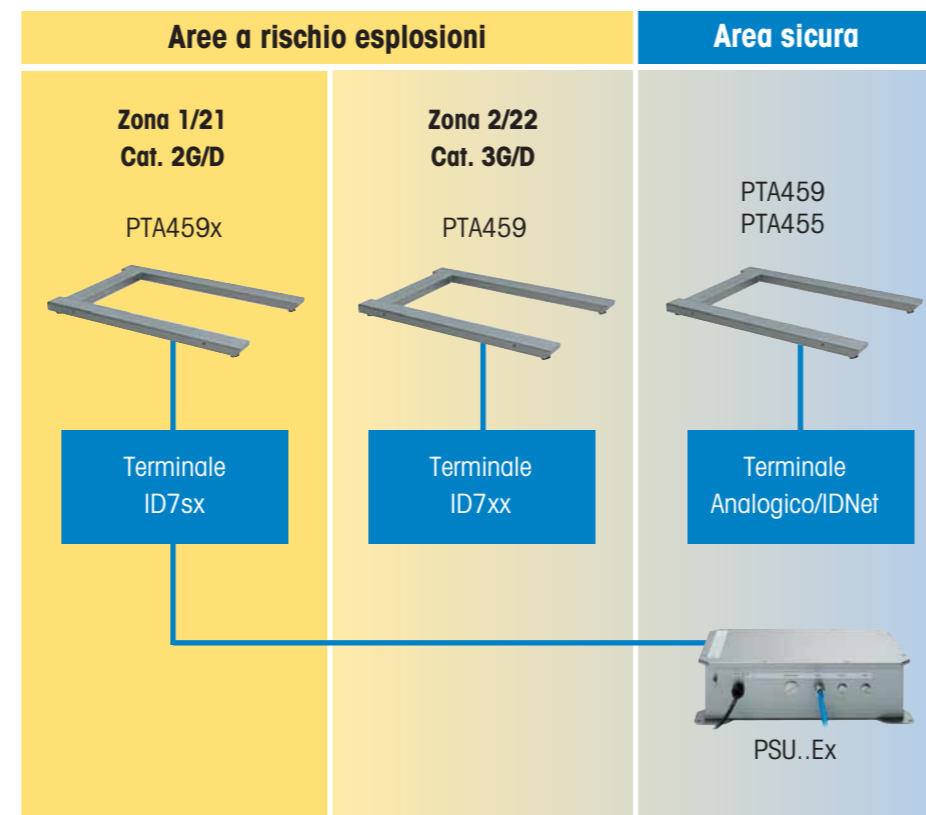 Aree a rischio esplosioni
Area sicura
Zona 1/21
Cat. 2G/D
PTA459x
Zona 2/22
Cat. 3G/D
PTA459
PTA459
PTA455
Terminale
ID7sx
Terminale
ID7xx
Terminale
Analogico/IDNet
PSU..Ex